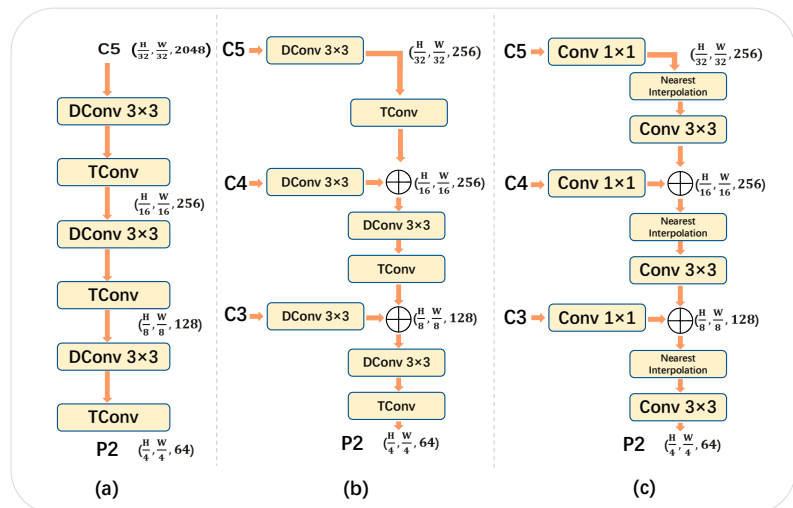 C5 (H/32, W/32, 2048)
DConv 3×3
TConv
(H/16, W/16, 256)
DConv 3×3
TConv
(H/8, W/8, 128)
DConv 3×3
TConv
P2 (H/4, W/4, 64)
(a)
C5 DConv 3×3 (H/32, W/32, 256)
TConv
C4 DConv 3×3 (H/16, W/16, 256)
DConv 3×3
TConv
C3 DConv 3×3 (H/8, W/8, 128)
DConv 3×3
TConv
P2 (H/4, W/4, 64)
(b)
C5 Conv 1×1 (H/32, W/32, 256)
Nearest
Interpolation
Conv 3×3
C4 Conv 1×1 (H/16, W/16, 256)
Nearest
Interpolation
Conv 3×3
C3 Conv 1×1 (H/8, W/8, 128)
Nearest
Interpolation
Conv 3×3
P2 (H/4, W/4, 64)
(c)